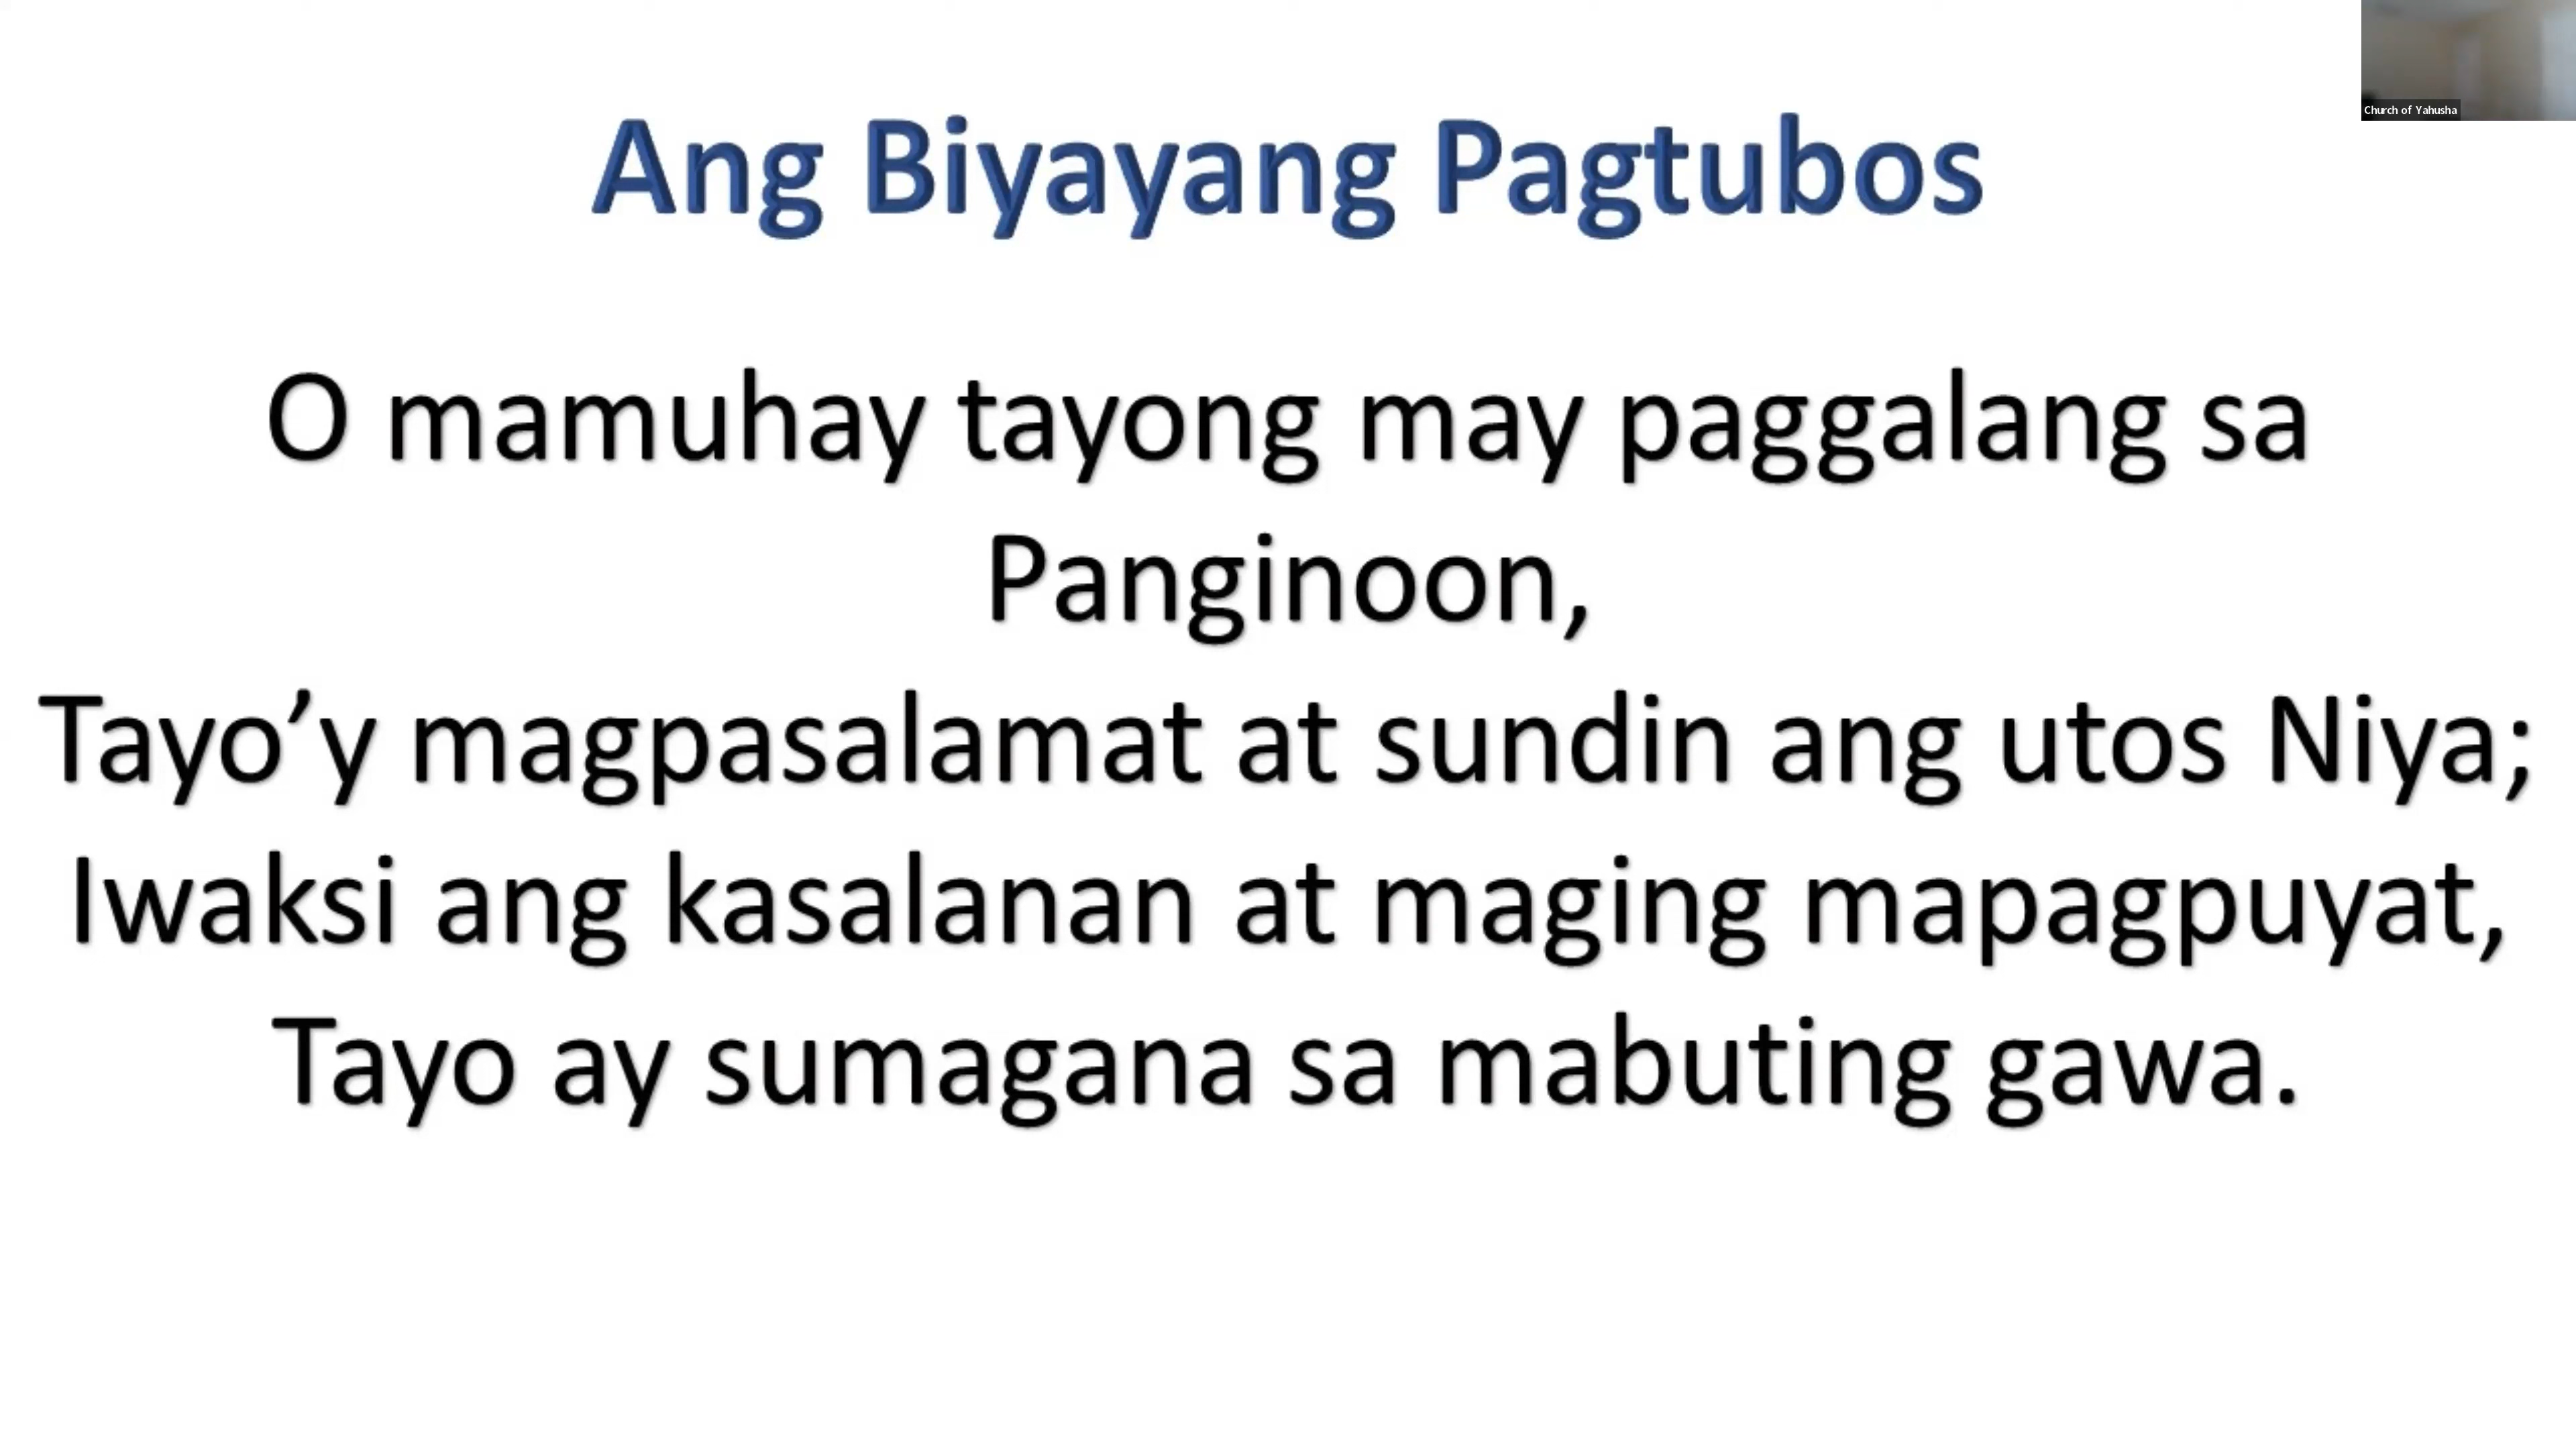 Church of Yahusha
Ang Biyayang Pagtubos
O mamuhay tayong may paggalang sa
Panginoon,
Tayo’y magpasalamat at sundin ang utos Niya;
Iwaksi ang kasalanan at maging mapagpuyat,
Tayo ay sumagana sa mabuting gawa.